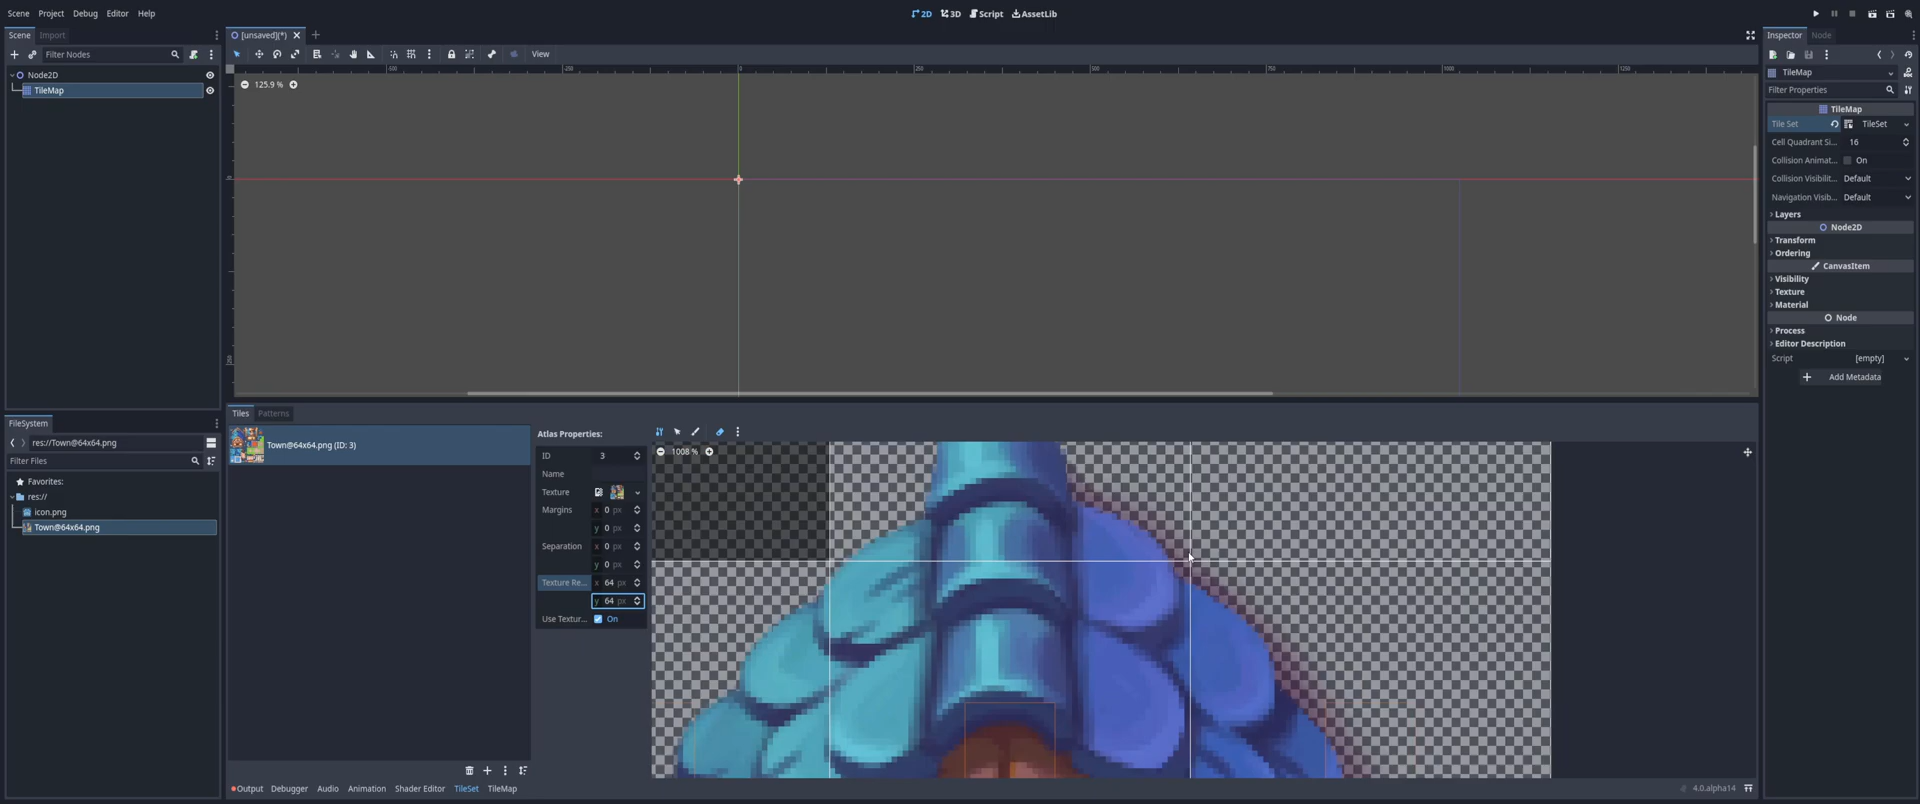 Scene Project Debug Editor Help
2D 3D Script AssetLib
Scene Import
[unsaved](*)
Inspector Node
Filter Nodes
View
Node2D
TileMap
125.9 %
TileMap
Filter Properties
TileMap
Tile Set TileSet
Cell Quadrant Si... 16
Collision Animat... On
Collision Visibilit... Default
Navigation Visib... Default
Layers
Node2D
Transform
Ordering
CanvasItem
Visibility
Texture
Material
Node
Process
Editor Description
Script [empty]
Add Metadata
FileSystem
res://Town@64x64.png
Filter Files
Favorites:
res://
icon.png
Town@64x64.png
Tiles Patterns
Town@64x64.png (ID: 3)
Atlas Properties:
ID 3
Name
Texture
Margins x 0 px
y 0 px
Separation x 0 px
y 0 px
Texture Re... x 64 px
y 64 px
Use Textur... On
1008 %
Output Debugger Audio Animation Shader Editor TileSet TileMap
4.0.alpha14